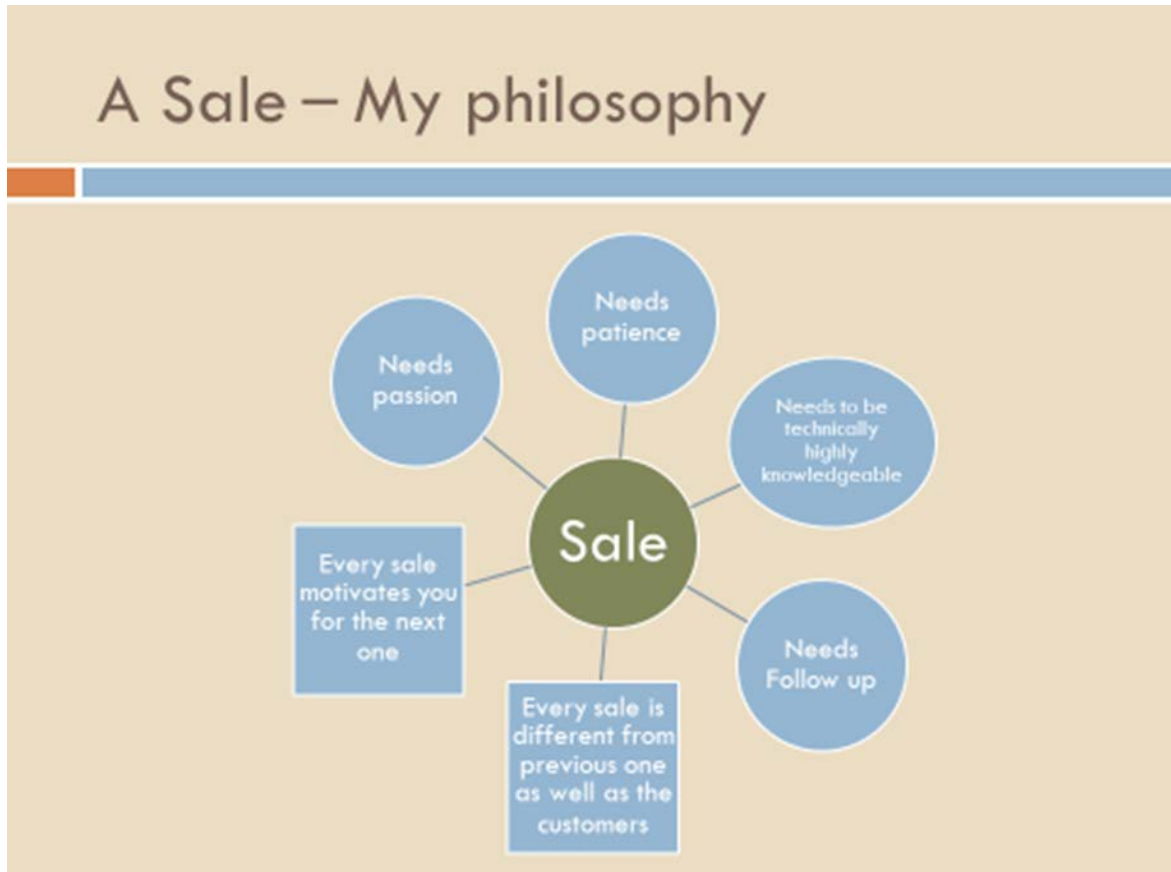 A Sale – My philosophy
Needs
patience
Needs
passion
Needs to be
technically
highly
knowledgeable
Sale
Every sale
motivates you
for the next
one
Needs
Follow up
Every sale is
different from
previous one
as well as the
customers